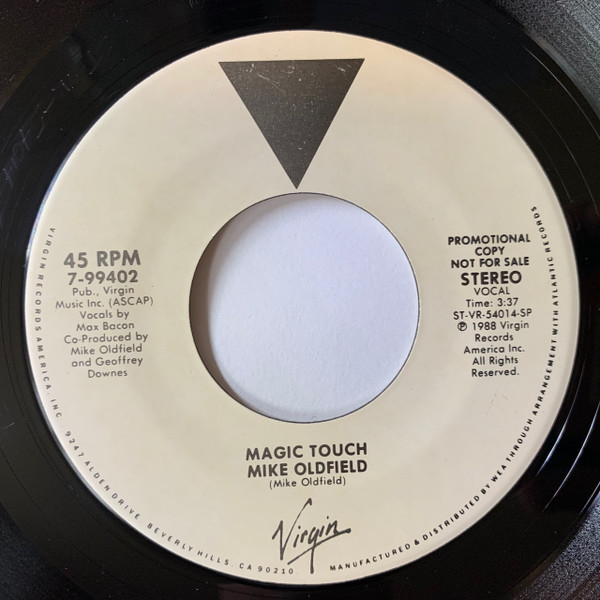 45 RPM
7-99402
Pub., Virgin
Music Inc. (ASCAP)
Vocals by
Max Bacon
Co-Produced by
Mike Oldfield
and Geoffrey
Downes
PROMOTIONAL
COPY
NOT FOR SALE
STEREO
VOCAL
Time: 3:37
ST-VR-54014-SP
℗ 1988 Virgin
Records
America Inc.
All Rights
Reserved.
MAGIC TOUCH
MIKE OLDFIELD
(Mike Oldfield)
Virgin
VIRGIN RECORDS AMERICA, INC. 9247 ALDEN DRIVE, BEVERLY HILLS, CA 90210 MANUFACTURED & DISTRIBUTED BY WEA THROUGH ARRANGEMENT WITH ATLANTIC RECORDS